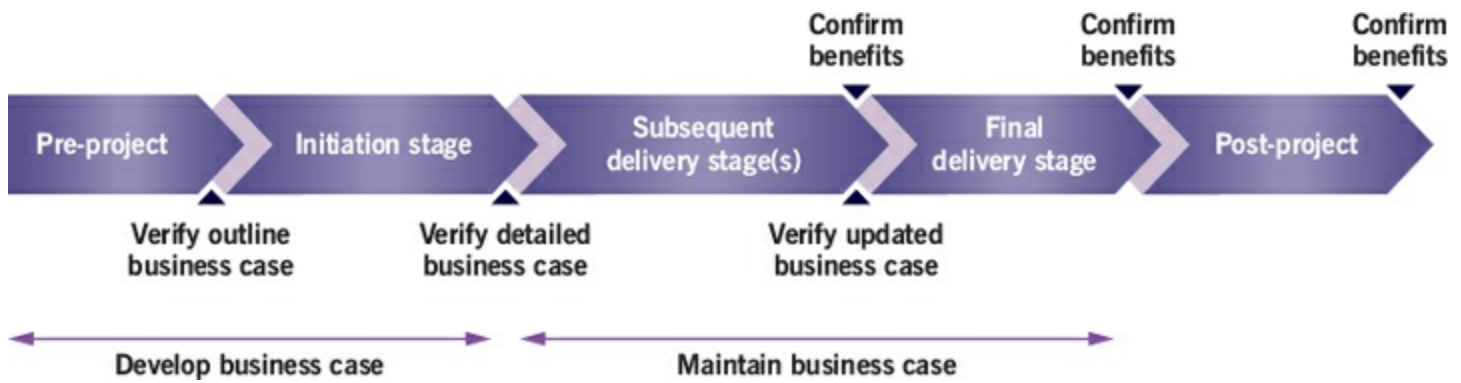 Confirm
benefits
Confirm
benefits
Confirm
benefits
Pre-project
Initiation stage
Subsequent
delivery stage(s)
Final
delivery stage
Post-project
Verify outline
business case
Verify detailed
business case
Verify updated
business case
Develop business case
Maintain business case